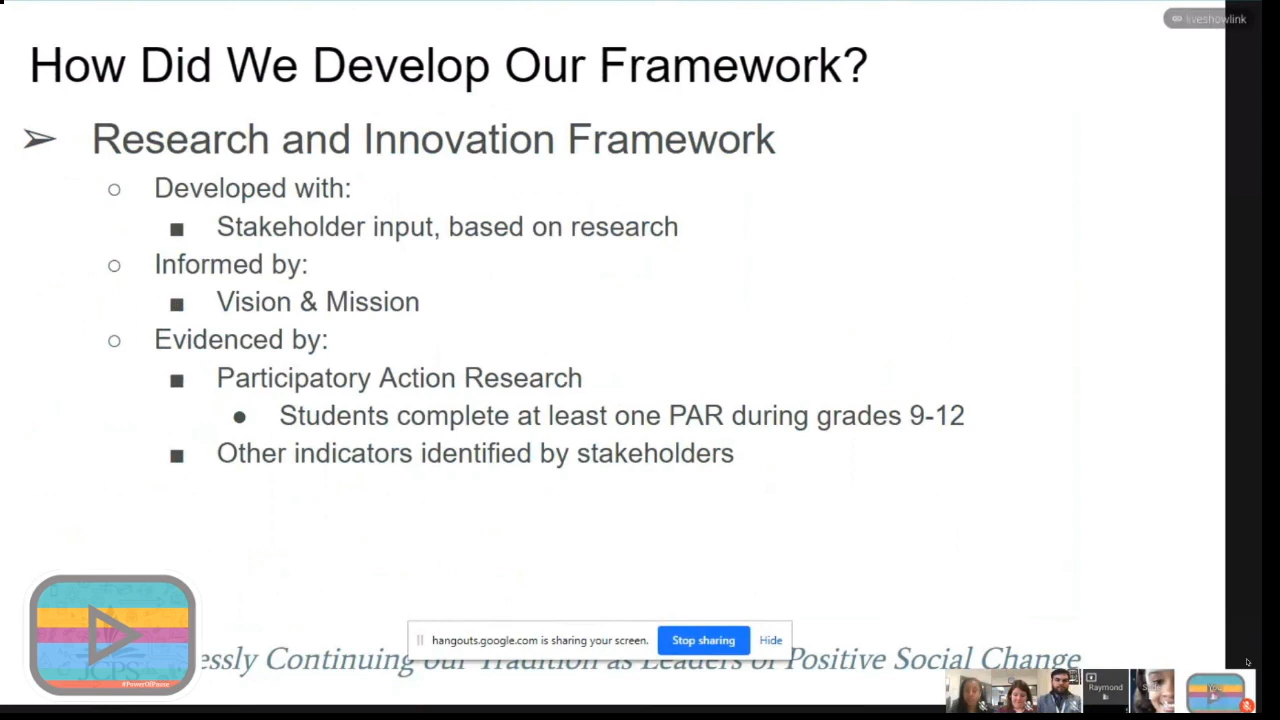 liveshowlink
How Did We Develop Our Framework?
➢ Research and Innovation Framework
○ Developed with:
■ Stakeholder input, based on research
○ Informed by:
■ Vision & Mission
○ Evidenced by:
■ Participatory Action Research
● Students complete at least one PAR during grades 9-12
■ Other indicators identified by stakeholders
hangouts.google.com is sharing your screen. Stop sharing Hide
Continuing our Tradition as Leaders of Positive Social Change
JCPS
Raymond
You